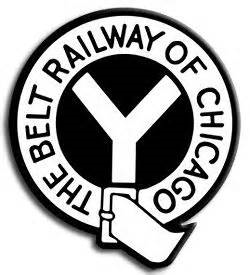 THE BELT RAILWAY OF CHICAGO
Y